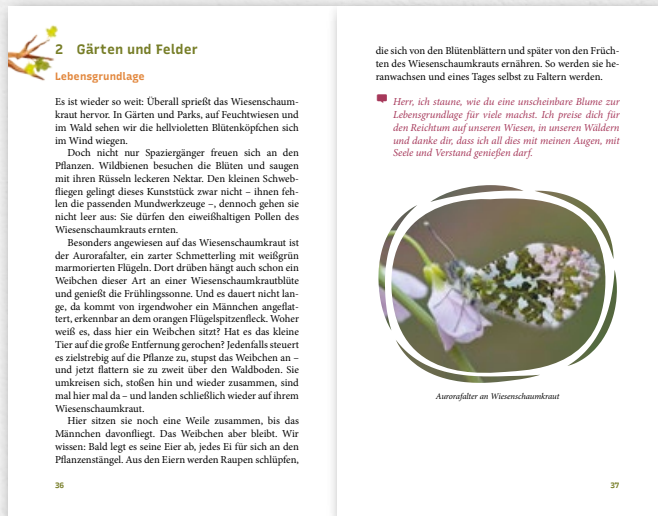 2 Gärten und Felder
Lebensgrundlage
Es ist wieder so weit: Überall sprießt das Wiesenschaum-
kraut hervor. In Gärten und Parks, auf Feuchtwiesen und
im Wald sehen wir die hellvioletten Blütenköpfchen sich
im Wind wiegen.
Doch nicht nur Spaziergänger freuen sich an den
Pflanzen. Wildbienen besuchen die Blüten und saugen
mit ihren Rüsseln leckeren Nektar. Den kleinen Schweb-
fliegen gelingt dieses Kunststück zwar nicht – ihnen feh-
len die passenden Mundwerkzeuge –, dennoch gehen sie
nicht leer aus: Sie dürfen den eiweißhaltigen Pollen des
Wiesenschaumkrauts ernten.
Besonders angewiesen auf das Wiesenschaumkraut ist
der Aurorafalter, ein zarter Schmetterling mit weißgrün
marmorierten Flügeln. Dort drüben hängt auch schon ein
Weibchen dieser Art an einer Wiesenschaumkrautblüte
und genießt die Frühlingssonne. Und es dauert nicht lan-
ge, da kommt von irgendwoher ein Männchen angeflat-
tert, erkennbar an dem orangen Flügelspitzenfleck. Woher
weiß es, dass hier ein Weibchen sitzt? Hat es das kleine
Tier auf die große Entfernung gerochen? Jedenfalls steuert
es zielstrebig auf die Pflanze zu, stupst das Weibchen an –
und jetzt flattern sie zu zweit über den Waldboden. Sie
umkreisen sich, stoßen hin und wieder zusammen, sind
mal hier mal da – und landen schließlich wieder auf ihrem
Wiesenschaumkraut.
Hier sitzen sie noch eine Weile zusammen, bis das
Männchen davonfliegt. Das Weibchen aber bleibt. Wir
wissen: Bald legt es seine Eier ab, jedes Ei für sich an den
Pflanzenstängel. Aus den Eiern werden Raupen schlüpfen,
36
die sich von den Blütenblättern und später von den Früch-
ten des Wiesenschaumkrauts ernähren. So werden sie he-
ranwachsen und eines Tages selbst zu Faltern werden.
Herr, ich staune, wie du eine unscheinbare Blume zur
Lebensgrundlage für viele machst. Ich preise dich für
den Reichtum auf unseren Wiesen, in unseren Wäldern
und danke dir, dass ich all dies mit meinen Augen, mit
Seele und Verstand genießen darf.
Aurorafalter an Wiesenschaumkraut
37